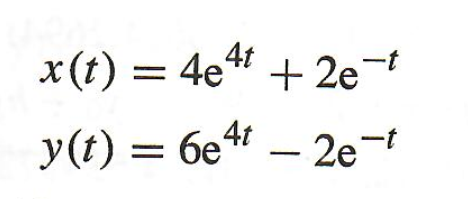 x(t) = 4e^{4t} + 2e^{-t}
y(t) = 6e^{4t} − 2e^{-t}